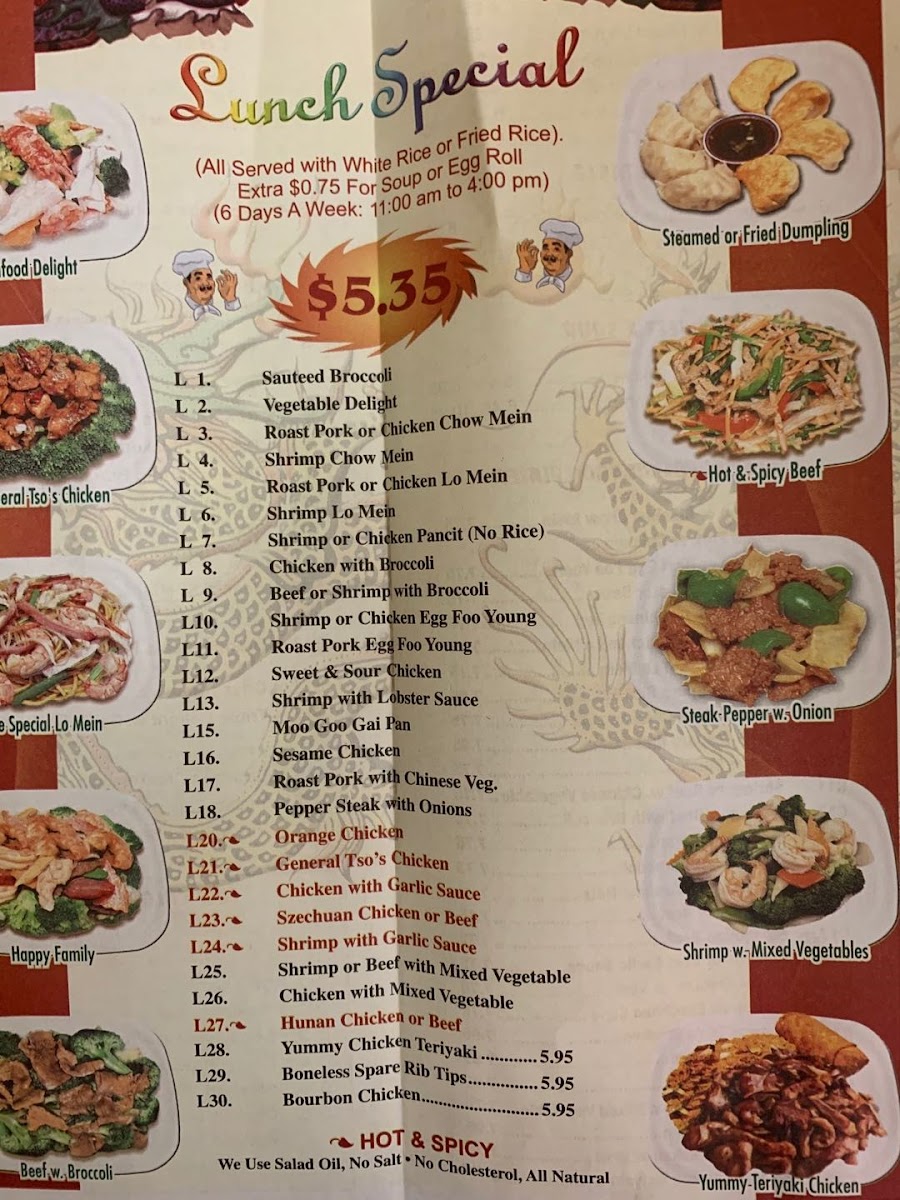 Lunch Special
(All Served with White Rice or Fried Rice).
Extra $0.75 For Soup or Egg Roll
(6 Days A Week: 11:00 am to 4:00 pm)
$5.35
L 1. Sauteed Broccoli
L 2. Vegetable Delight
L 3. Roast Pork or Chicken Chow Mein
L 4. Shrimp Chow Mein
L 5. Roast Pork or Chicken Lo Mein
L 6. Shrimp Lo Mein
L 7. Shrimp or Chicken Pancit (No Rice)
L 8. Chicken with Broccoli
L 9. Beef or Shrimp with Broccoli
L10. Shrimp or Chicken Egg Foo Young
L11. Roast Pork Egg Foo Young
L12. Sweet & Sour Chicken
L13. Shrimp with Lobster Sauce
L15. Moo Goo Gai Pan
L16. Sesame Chicken
L17. Roast Pork with Chinese Veg.
L18. Pepper Steak with Onions
L20. Orange Chicken
L21. General Tso's Chicken
L22. Chicken with Garlic Sauce
L23. Szechuan Chicken or Beef
L24. Shrimp with Garlic Sauce
L25. Shrimp or Beef with Mixed Vegetable
L26. Chicken with Mixed Vegetable
L27. Hunan Chicken or Beef
L28. Yummy Chicken Teriyaki ............5.95
L29. Boneless Spare Rib Tips..............5.95
L30. Bourbon Chicken........................5.95
HOT & SPICY
We Use Salad Oil, No Salt • No Cholesterol, All Natural
food Delight
eral Tso's Chicken
e Special Lo Mein
Happy Family
Beef w. Broccoli
Steamed or Fried Dumpling
Hot & Spicy Beef
Steak Pepper w. Onion
Shrimp w. Mixed Vegetables
Yummy Teriyaki Chicken